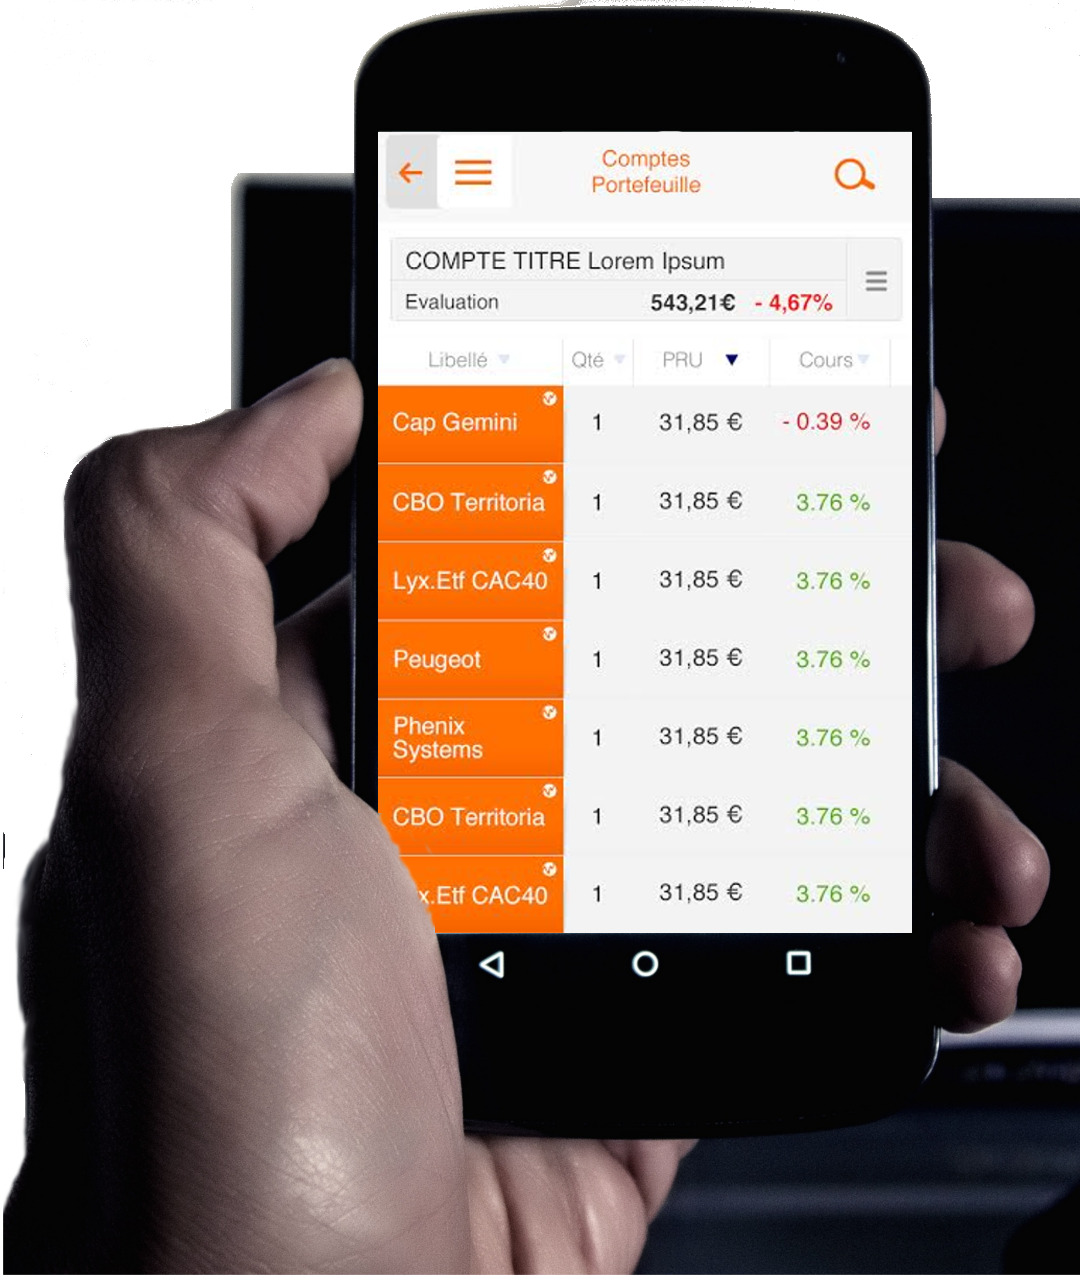 Comptes
Portefeuille
COMPTE TITRE Lorem Ipsum
Evaluation 543,21€ - 4,67%
Libellé Qté PRU Cours
Cap Gemini 1 31,85 € - 0.39 %
CBO Territoria 1 31,85 € 3.76 %
Lyx.Etf CAC40 1 31,85 € 3.76 %
Peugeot 1 31,85 € 3.76 %
Phenix
Systems 1 31,85 € 3.76 %
CBO Territoria 1 31,85 € 3.76 %
x.Etf CAC40 1 31,85 € 3.76 %